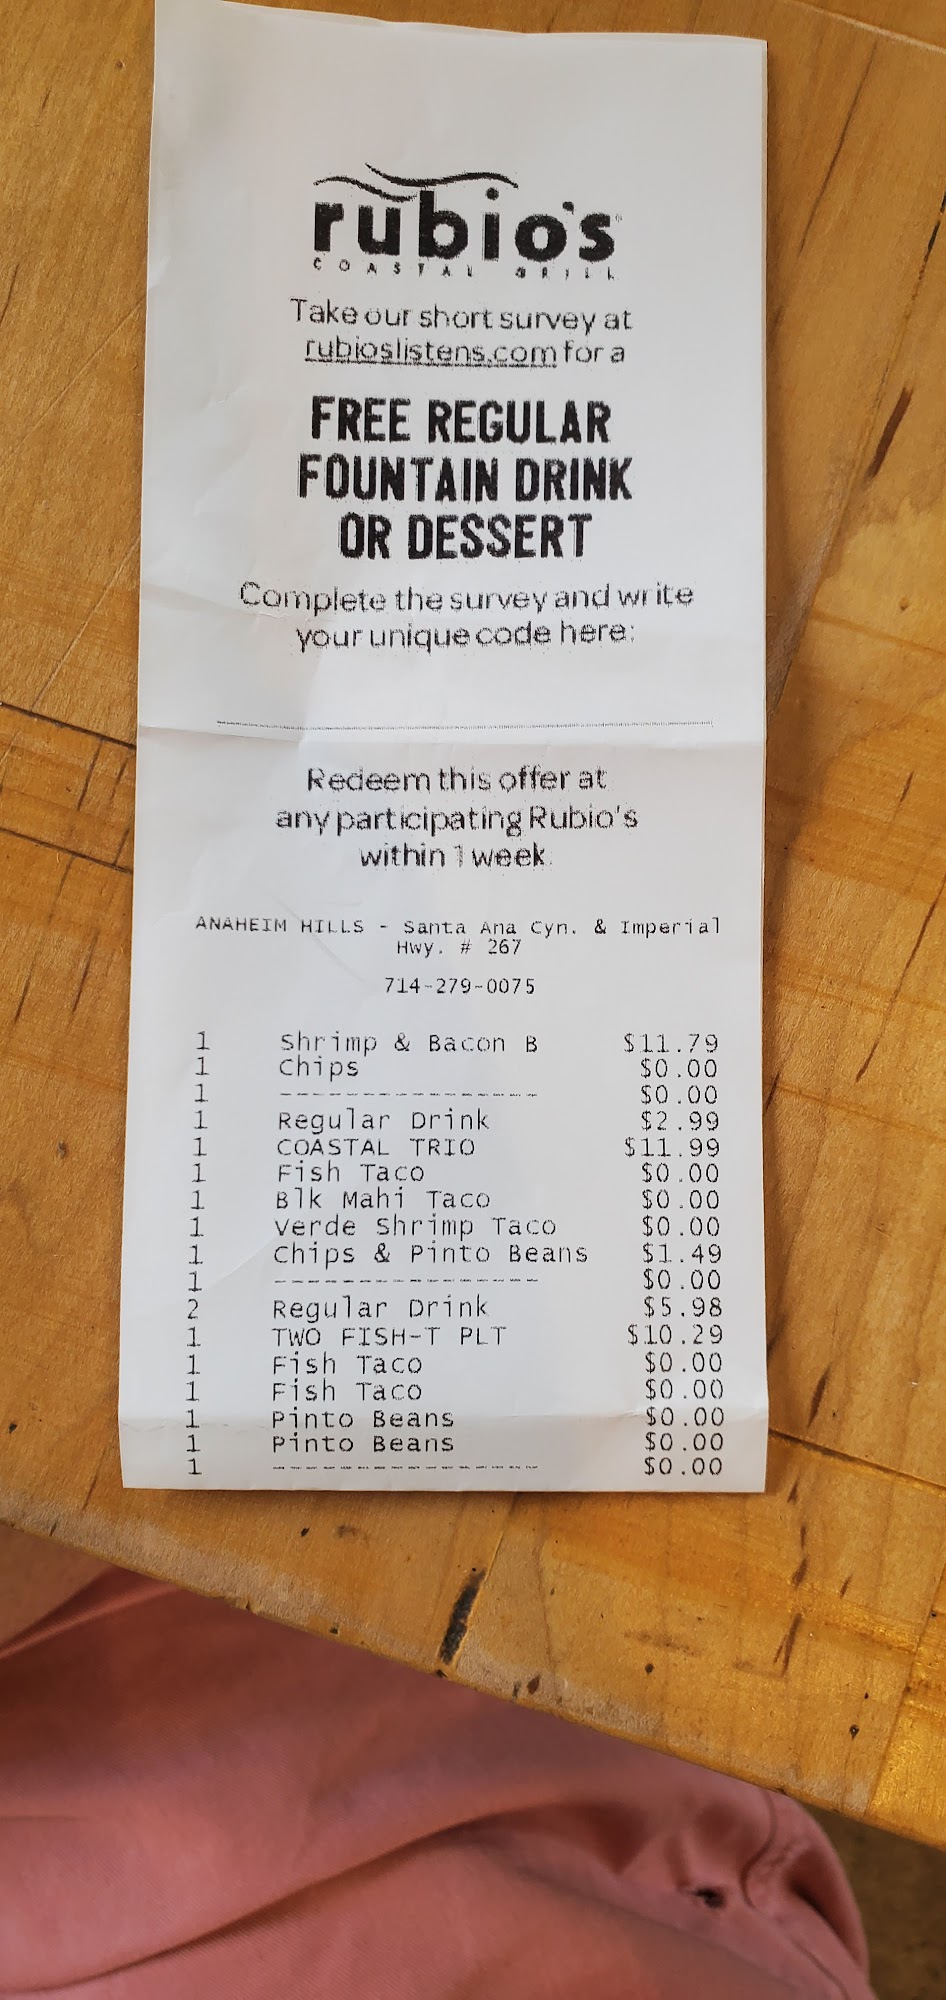 rubio's
COASTAL GRILL
Take our short survey at
rubioslistens.com for a
FREE REGULAR
FOUNTAIN DRINK
OR DESSERT
Complete the survey and write
your unique code here:
Redeem this offer at
any participating Rubio's
within 1 week.
ANAHEIM HILLS - Santa Ana Cyn. & Imperial
Hwy. # 267
714-279-0075
1 Shrimp & Bacon B $11.79
1 Chips $0.00
1 ---------------- $0.00
1 Regular Drink $2.99
1 COASTAL TRIO $11.99
1 Fish Taco $0.00
1 Blk Mahi Taco $0.00
1 Verde Shrimp Taco $0.00
1 Chips & Pinto Beans $1.49
1 ---------------- $0.00
2 Regular Drink $5.98
1 TWO FISH-T PLT $10.29
1 Fish Taco $0.00
1 Fish Taco $0.00
1 Pinto Beans $0.00
1 Pinto Beans $0.00
1 ---------------- $0.00